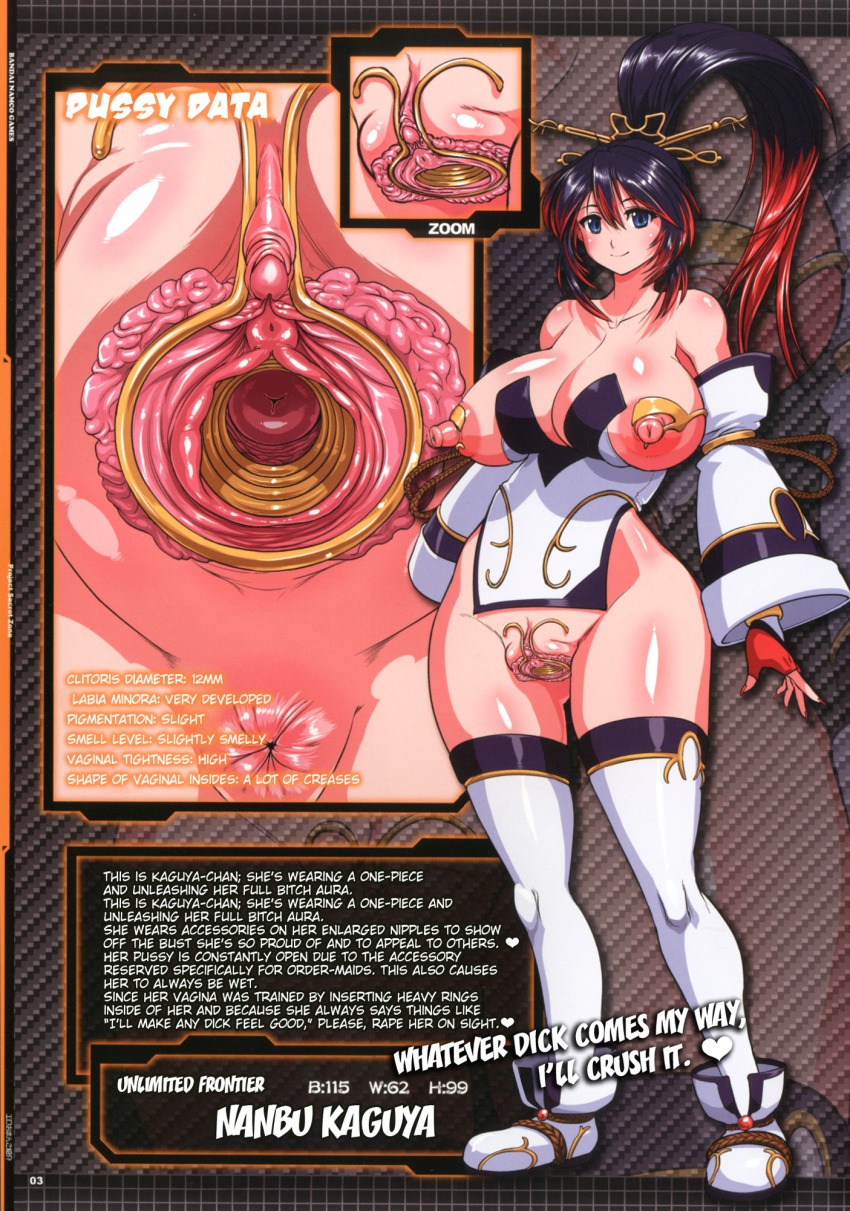 BANDAI NAMCO GAMES
PUSSY DATA
ZOOM
Project Secret Zone
CLITORIS DIAMETER: 12MM
LABIA MINORA: VERY DEVELOPED
PIGMENTATION: SLIGHT
SMELL LEVEL: SLIGHTLY SMELLY
VAGINAL TIGHTNESS: HIGH
SHAPE OF VAGINAL INSIDES: A LOT OF CREASES
THIS IS KAGUYA-CHAN; SHE'S WEARING A ONE-PIECE
AND UNLEASHING HER FULL BITCH AURA.
THIS IS KAGUYA-CHAN; SHE'S WEARING A ONE-PIECE AND
UNLEASHING HER FULL BITCH AURA.
SHE WEARS ACCESSORIES ON HER ENLARGED NIPPLES TO SHOW
OFF THE BUST SHE'S SO PROUD OF AND TO APPEAL TO OTHERS. ♥
HER PUSSY IS CONSTANTLY OPEN DUE TO THE ACCESSORY
RESERVED SPECIFICALLY FOR ORDER-MAIDS. THIS ALSO CAUSES
HER TO ALWAYS BE WET.
SINCE HER VAGINA WAS TRAINED BY INSERTING HEAVY RINGS
INSIDE OF HER AND BECAUSE SHE ALWAYS SAYS THINGS LIKE
"I'LL MAKE ANY DICK FEEL GOOD," PLEASE, RAPE HER ON SIGHT.♥
WHATEVER DICK COMES MY WAY,
I'LL CRUSH IT. ♥
UNLIMITED FRONTIER
B:115 W:62 H:99
NANBU KAGUYA
03